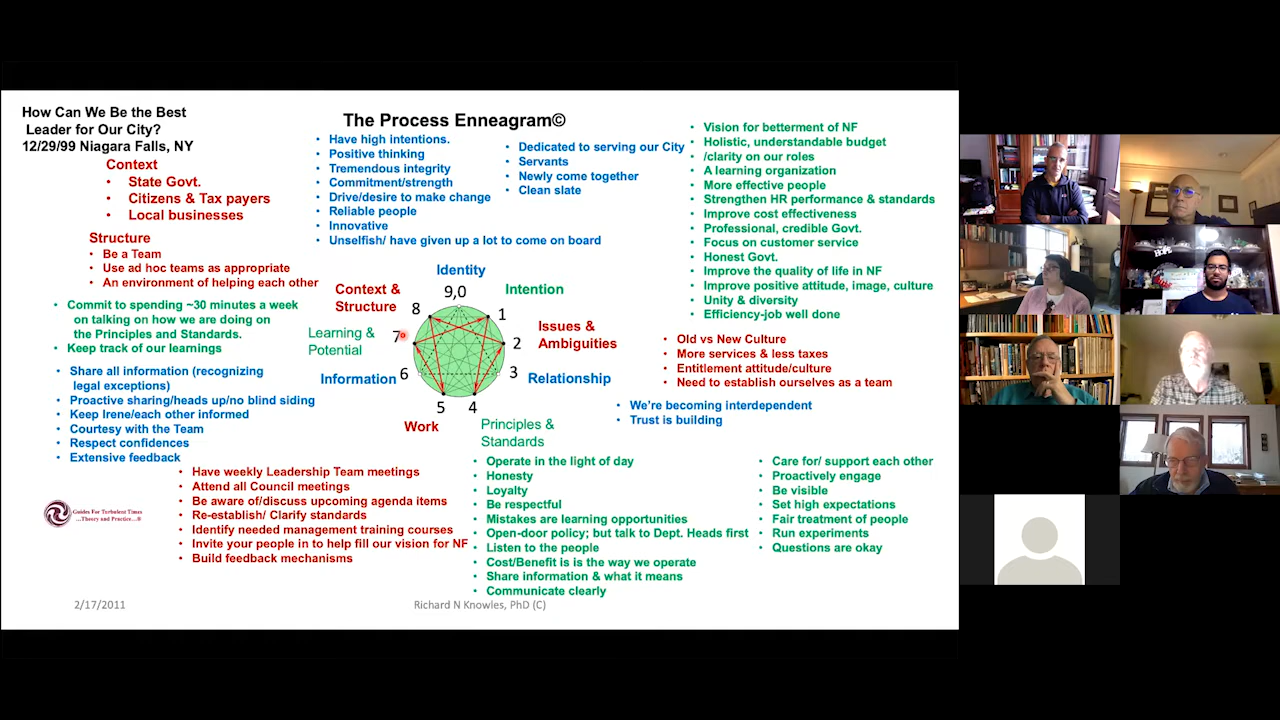 How Can We Be the Best
Leader for Our City?
12/29/99 Niagara Falls, NY
Context
• State Govt.
• Citizens & Tax payers
• Local businesses
Structure
• Be a Team
• Use ad hoc teams as appropriate
• An environment of helping each other
• Commit to spending ~30 minutes a week
on talking on how we are doing on
the Principles and Standards.
• Keep track of our learnings
• Share all information (recognizing
legal exceptions)
• Proactive sharing/heads up/no blind siding
• Keep Irene/each other informed
• Courtesy with the Team
• Respect confidences
• Extensive feedback
The Process Enneagram©
• Have high intentions.
• Positive thinking
• Tremendous integrity
• Commitment/strength
• Drive/desire to make change
• Reliable people
• Innovative
• Unselfish/ have given up a lot to come on board
• Dedicated to serving our City
• Servants
• Newly come together
• Clean slate
• Vision for betterment of NF
• Holistic, understandable budget
• /clarity on our roles
• A learning organization
• More effective people
• Strengthen HR performance & standards
• Improve cost effectiveness
• Professional, credible Govt.
• Focus on customer service
• Honest Govt.
• Improve the quality of life in NF
• Improve positive attitude, image, culture
• Unity & diversity
• Efficiency-job well done
Identity
9,0
Intention
1
Context &
Structure
8
Issues &
Ambiguities
2
Learning &
Potential
7
Information
6
3
Relationship
5
4
Work
Principles &
Standards
• Old vs New Culture
• More services & less taxes
• Entitlement attitude/culture
• Need to establish ourselves as a team
• We're becoming interdependent
• Trust is building
• Have weekly Leadership Team meetings
• Attend all Council meetings
• Be aware of/discuss upcoming agenda items
• Re-establish/ Clarify standards
• Identify needed management training courses
• Invite your people in to help fill our vision for NF
• Build feedback mechanisms
• Operate in the light of day
• Honesty
• Loyalty
• Be respectful
• Mistakes are learning opportunities
• Open-door policy; but talk to Dept. Heads first
• Listen to the people
• Cost/Benefit is is the way we operate
• Share information & what it means
• Communicate clearly
• Care for/ support each other
• Proactively engage
• Be visible
• Set high expectations
• Fair treatment of people
• Run experiments
• Questions are okay
Guides For Turbulent Times
...Theory and Practice...®
2/17/2011
Richard N Knowles, PhD (C)
HOPE